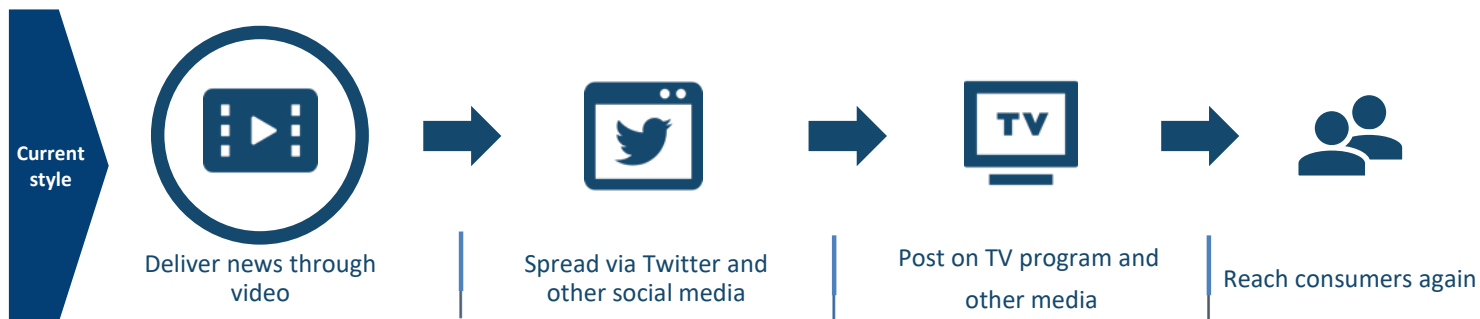 Current
style
TV
Deliver news through
video
Spread via Twitter and
other social media
Post on TV program and
other media
Reach consumers again